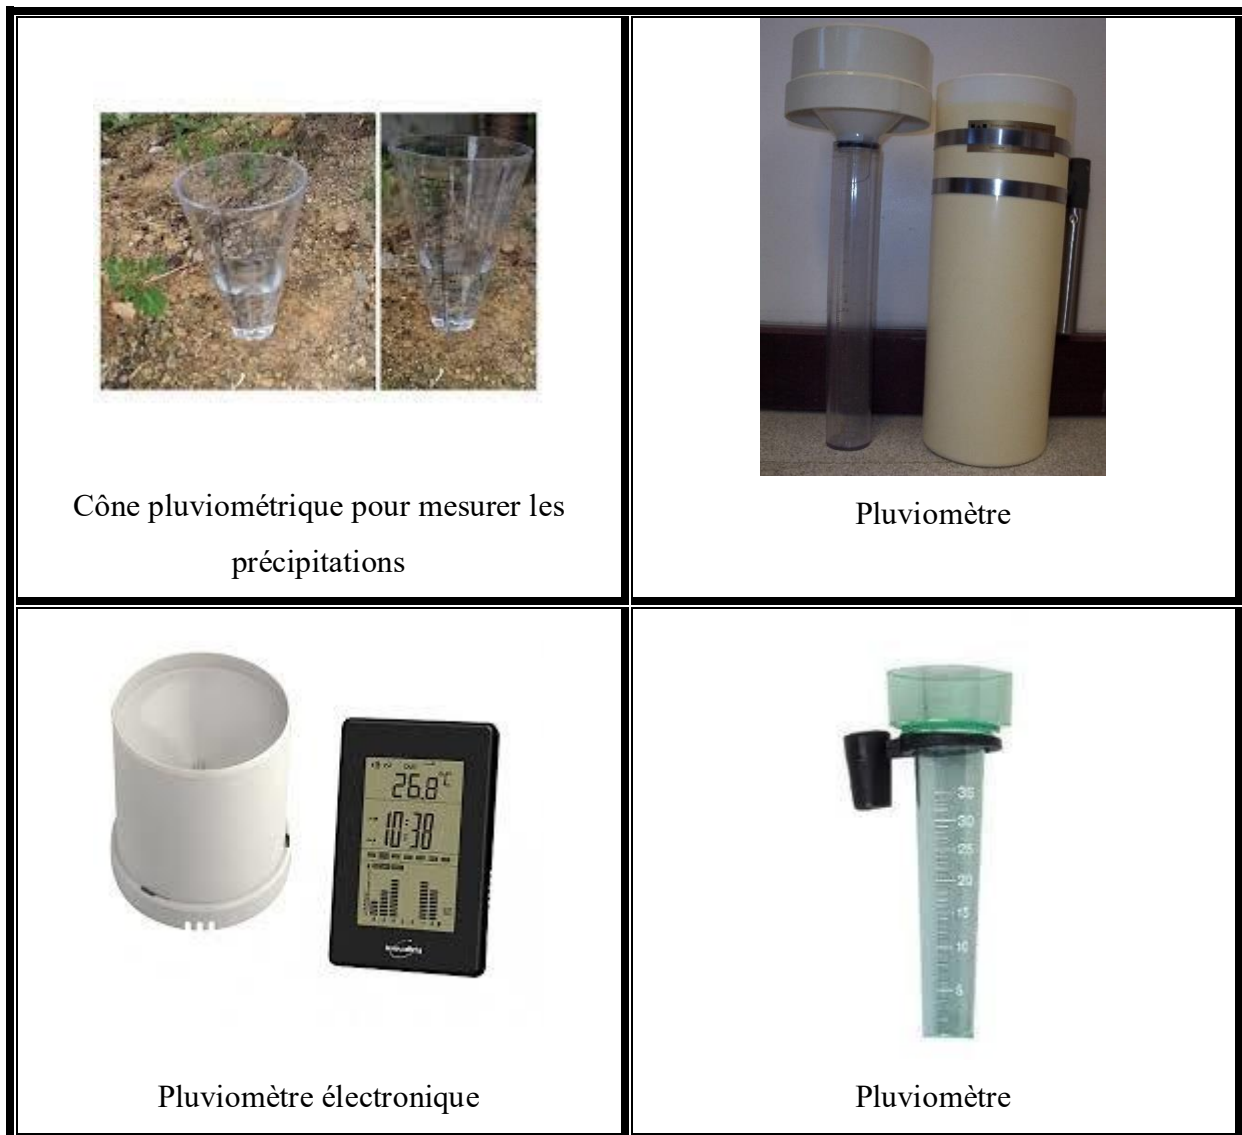 Cône pluviométrique pour mesurer les
précipitations
Pluviomètre
26.8°C
10:38
Pluviomètre électronique
35
30
25
20
15
10
5
Pluviomètre